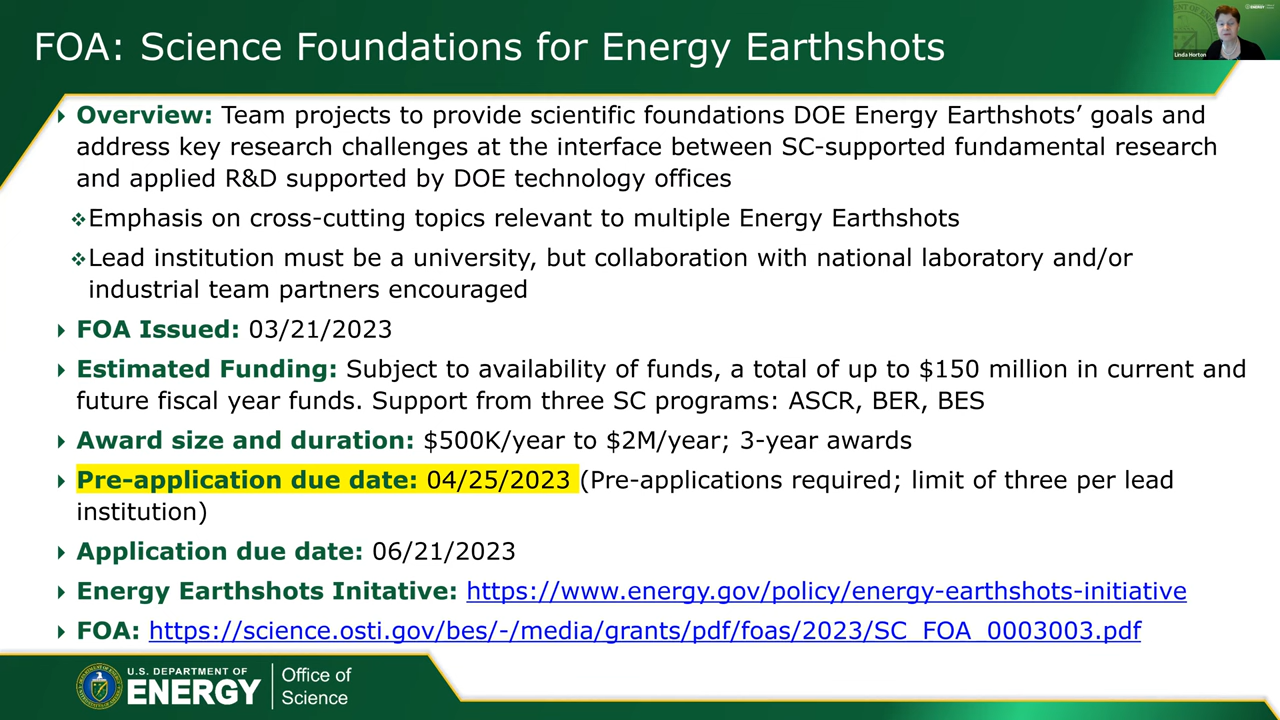 FOA: Science Foundations for Energy Earthshots
Linda Horton
ENERGY
Overview: Team projects to provide scientific foundations DOE Energy Earthshots’ goals and
address key research challenges at the interface between SC-supported fundamental research
and applied R&D supported by DOE technology offices
Emphasis on cross-cutting topics relevant to multiple Energy Earthshots
Lead institution must be a university, but collaboration with national laboratory and/or
industrial team partners encouraged
FOA Issued: 03/21/2023
Estimated Funding: Subject to availability of funds, a total of up to $150 million in current and
future fiscal year funds. Support from three SC programs: ASCR, BER, BES
Award size and duration: $500K/year to $2M/year; 3-year awards
Pre-application due date: 04/25/2023 (Pre-applications required; limit of three per lead
institution)
Application due date: 06/21/2023
Energy Earthshots Initative: https://www.energy.gov/policy/energy-earthshots-initiative
FOA: https://science.osti.gov/bes/-/media/grants/pdf/foas/2023/SC_FOA_0003003.pdf
U.S. DEPARTMENT OF
ENERGY
Office of
Science